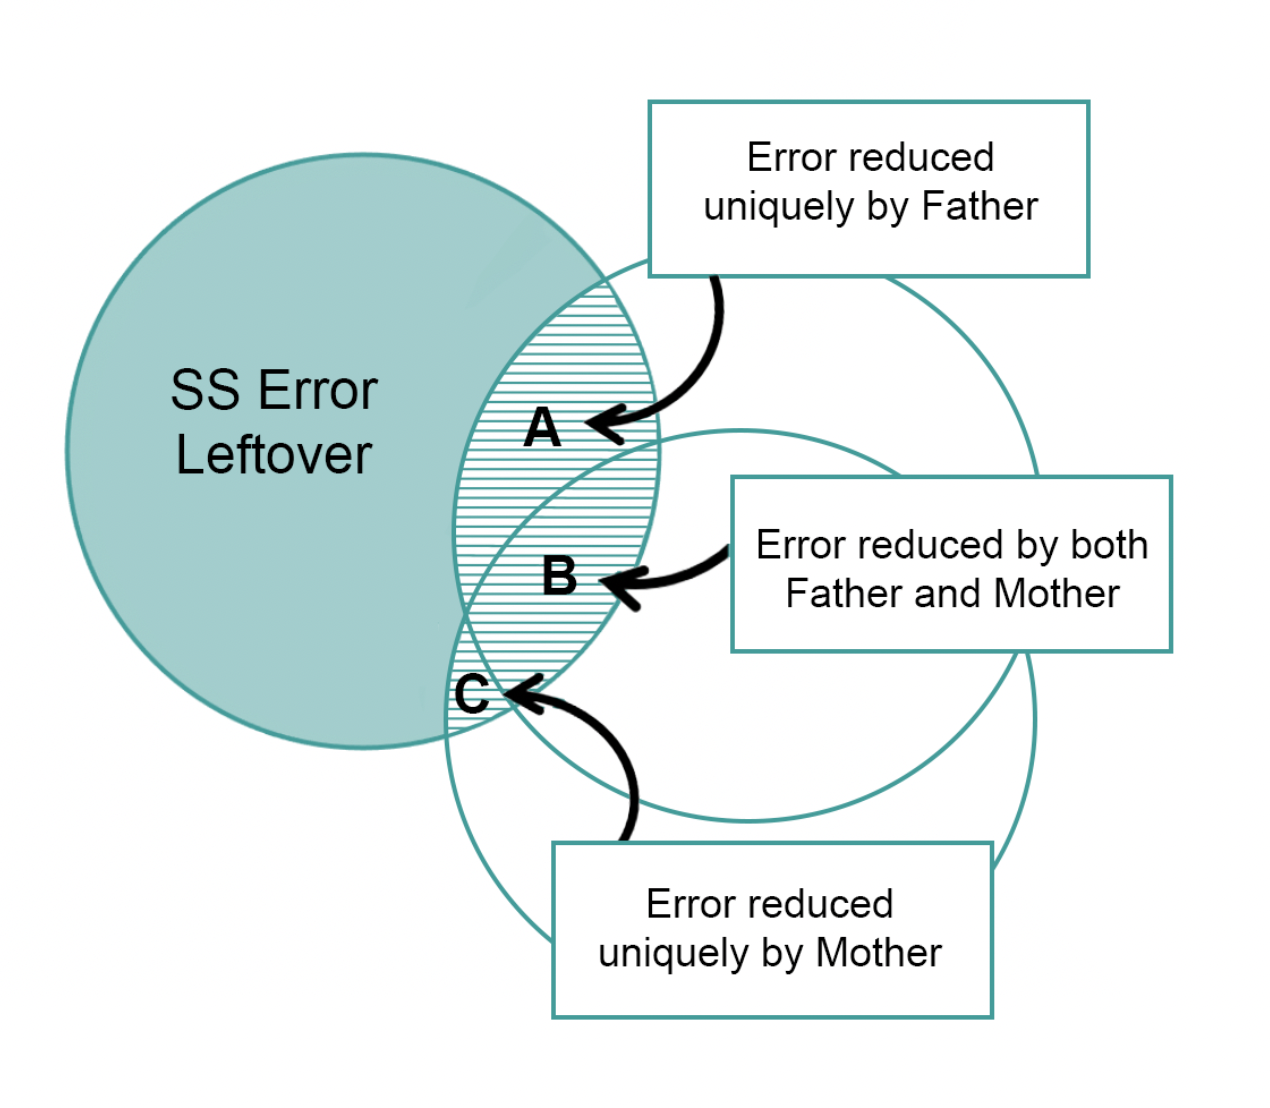 Error reduced
uniquely by Father
SS Error
Leftover
A
Error reduced by both
Father and Mother
B
C
Error reduced
uniquely by Mother